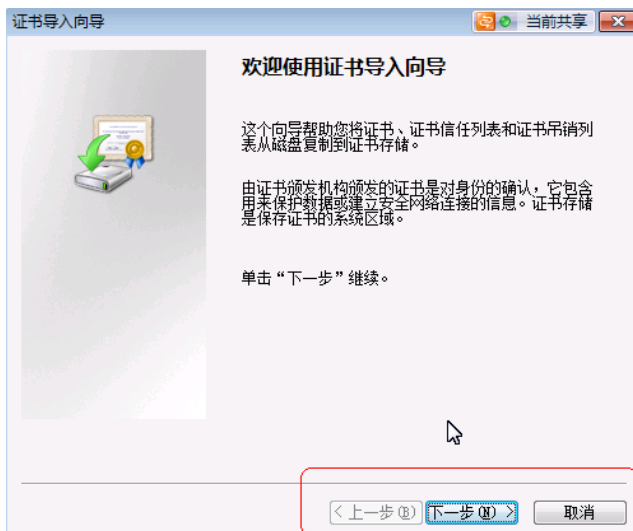 证书导入向导
当前共享
欢迎使用证书导入向导
这个向导帮助您将证书、证书信任列表和证书吊销列
表从磁盘复制到证书存储。
由证书颁发机构颁发的证书是对身份的确认，它包含
用来保护数据或建立安全网络连接的信息。证书存储
是保存证书的系统区域。
单击“下一步”继续。
<上一步(B) 下一步(N)> 取消